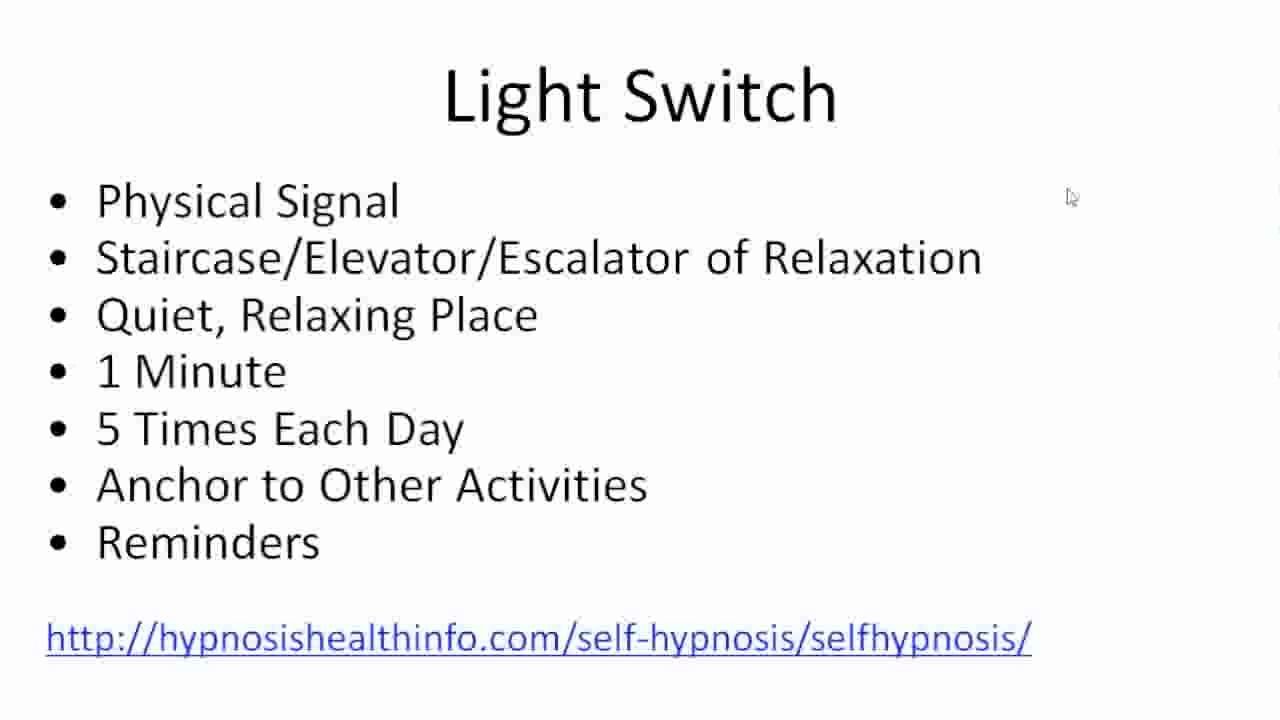 Light Switch
• Physical Signal
• Staircase/Elevator/Escalator of Relaxation
• Quiet, Relaxing Place
• 1 Minute
• 5 Times Each Day
• Anchor to Other Activities
• Reminders
http://hypnosishealthinfo.com/self-hypnosis/selfhypnosis/